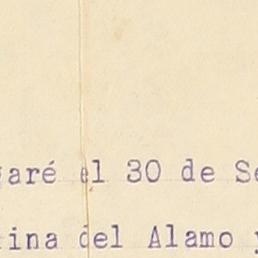 garé el 30 de Se
ina del Alamo y